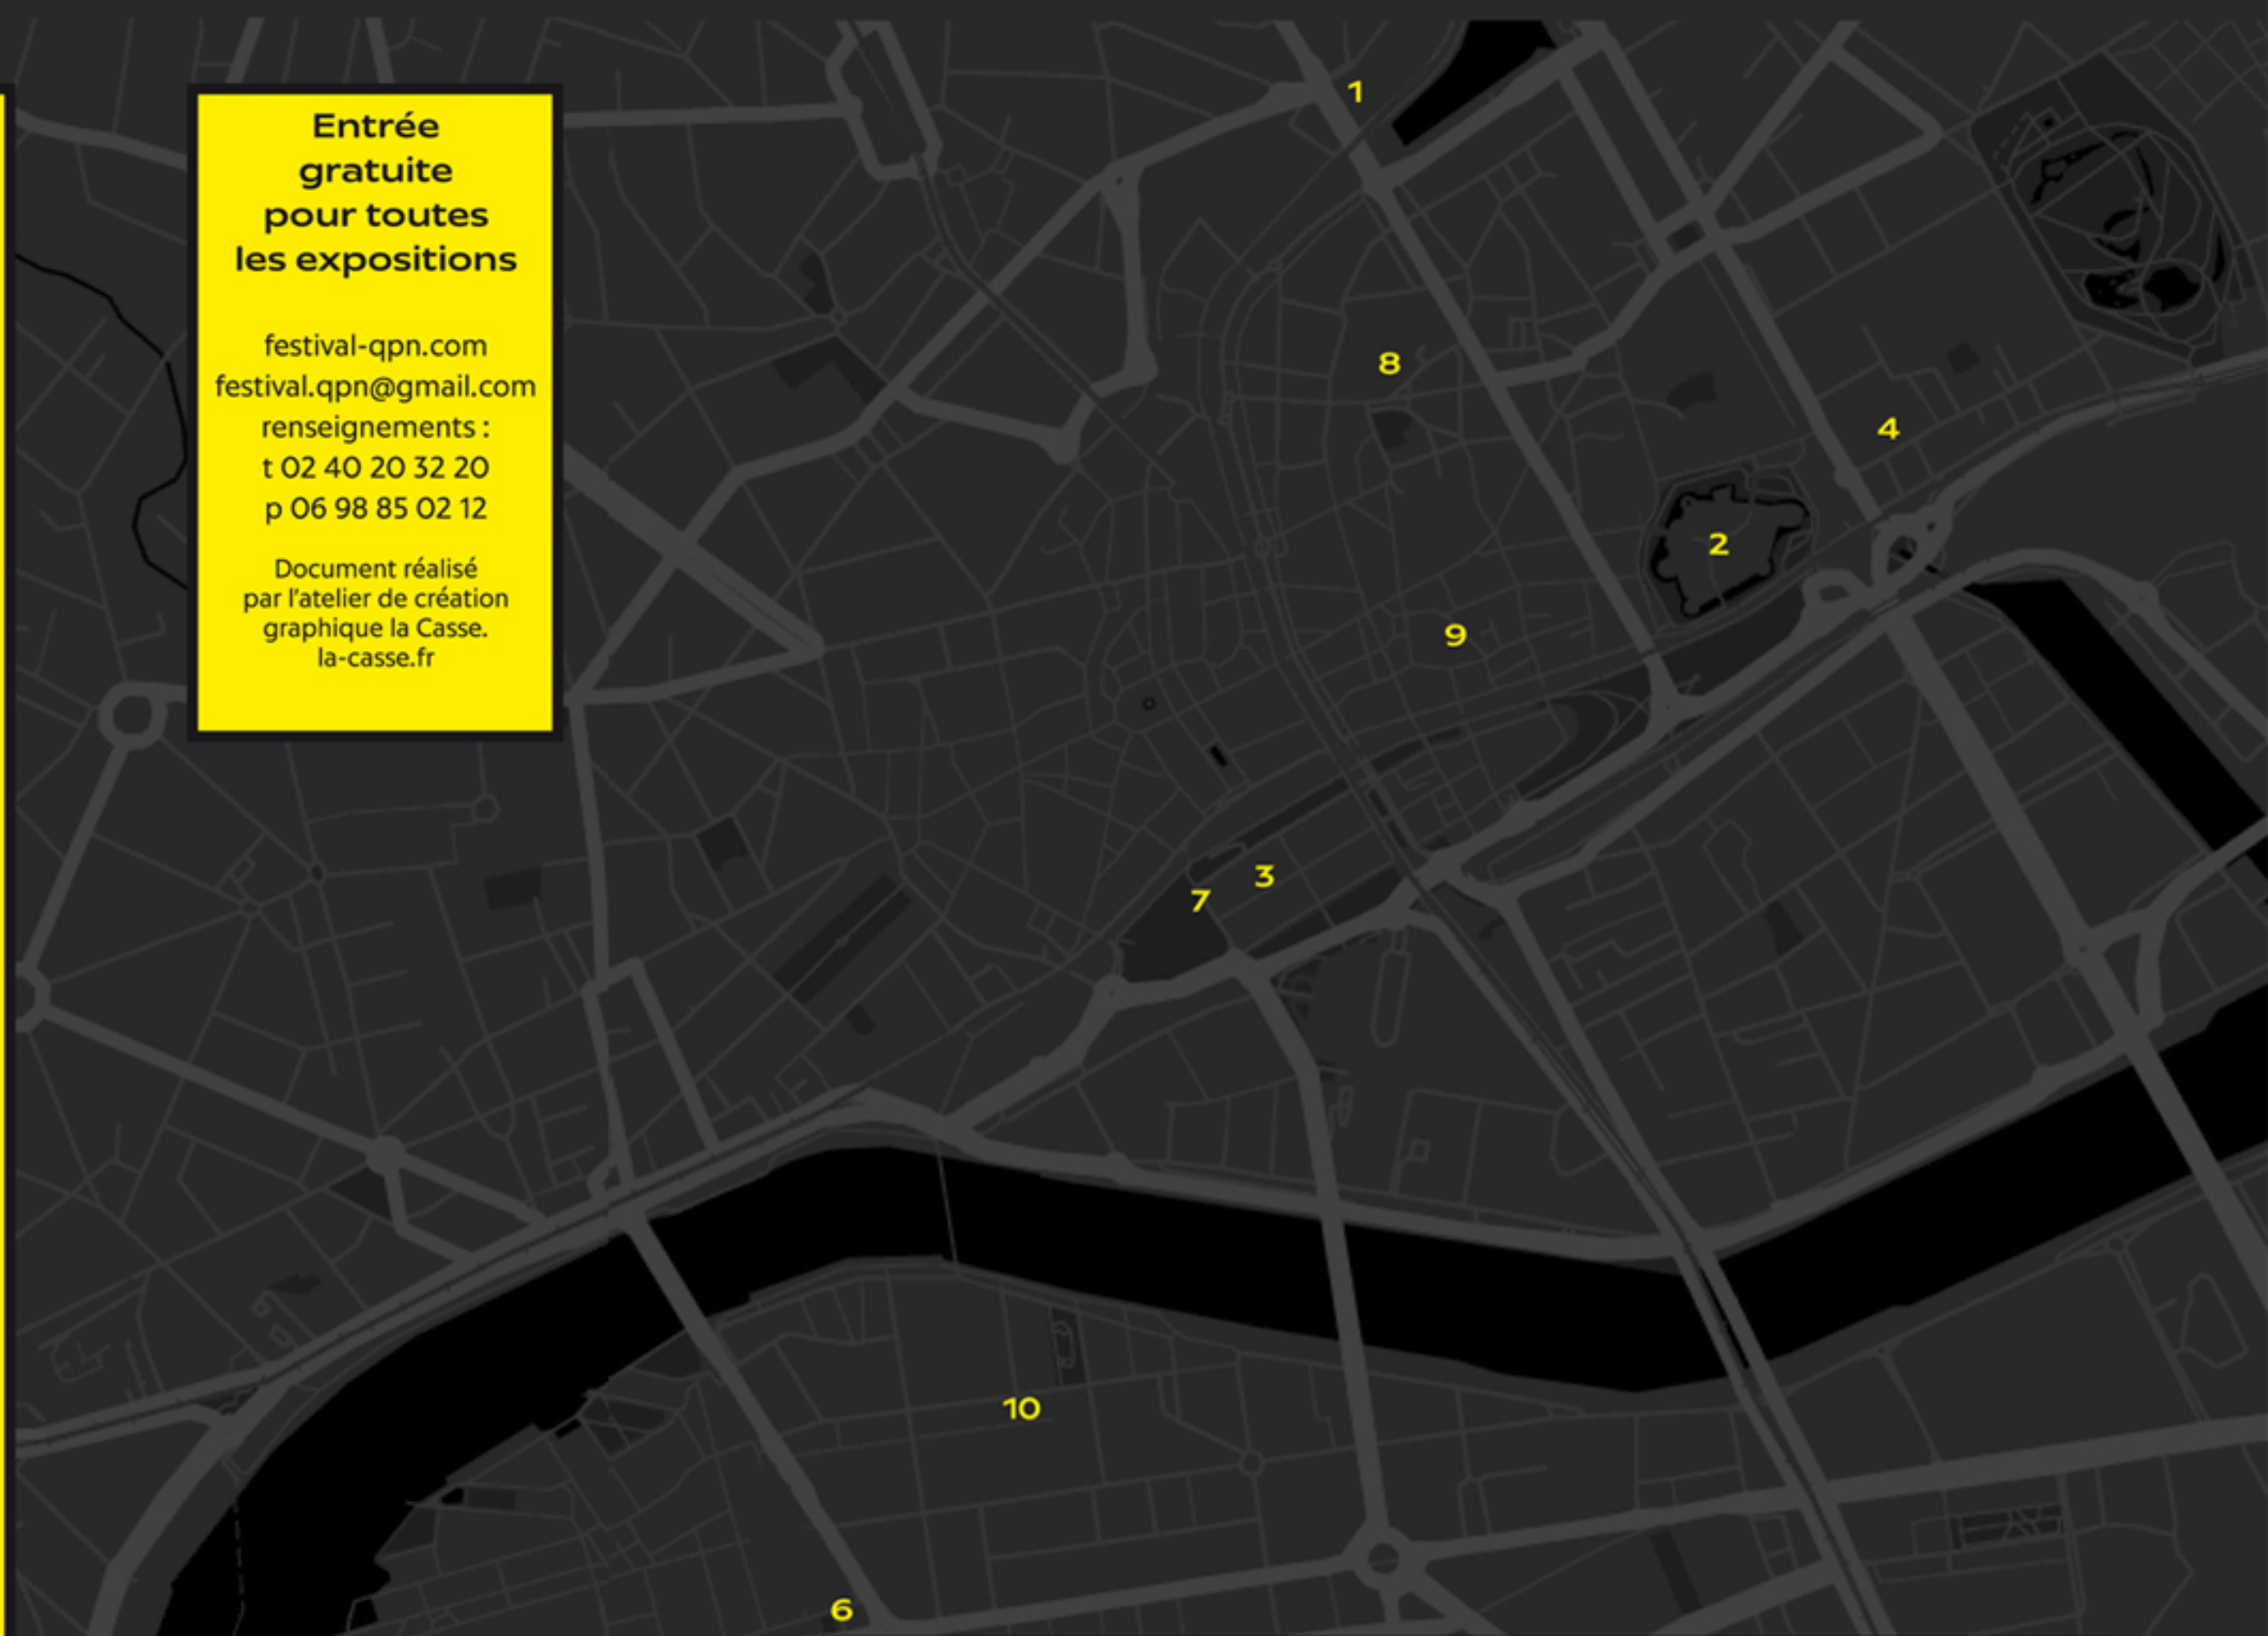 Entrée
gratuite
pour toutes
les expositions
festival-qpn.com
festival.qpn@gmail.com
renseignements :
t 02 40 20 32 20
p 06 98 85 02 12
Document réalisé
par l'atelier de création
graphique la Casse.
la-casse.fr
1
8
4
2
9
3
7
10
6